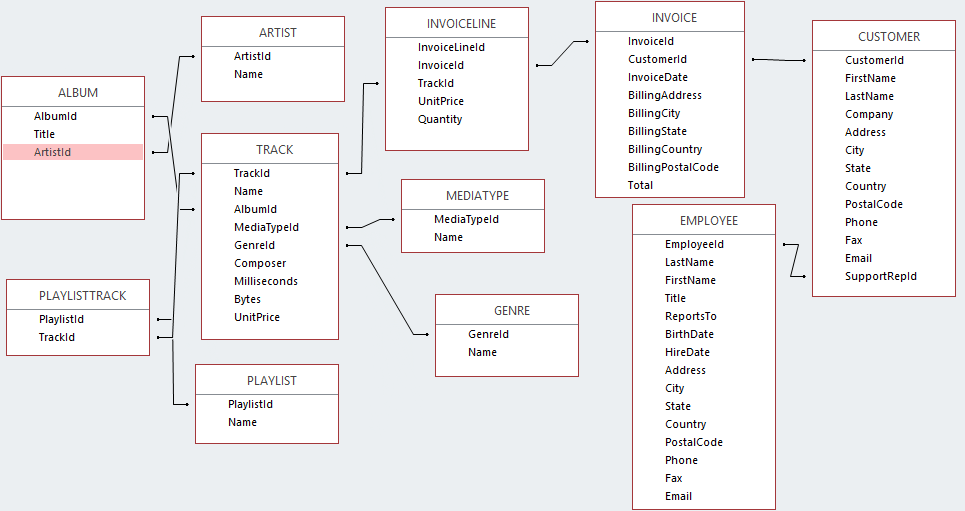 ALBUM
AlbumId
Title
ArtistId
ARTIST
ArtistId
Name
TRACK
TrackId
Name
AlbumId
MediaTypeId
GenreId
Composer
Milliseconds
Bytes
UnitPrice
PLAYLISTTRACK
PlaylistId
TrackId
PLAYLIST
PlaylistId
Name
INVOICELINE
InvoiceLineId
InvoiceId
TrackId
UnitPrice
Quantity
MEDIATYPE
MediaTypeId
Name
GENRE
GenreId
Name
INVOICE
InvoiceId
CustomerId
InvoiceDate
BillingAddress
BillingCity
BillingState
BillingCountry
BillingPostalCode
Total
EMPLOYEE
EmployeeId
LastName
FirstName
Title
ReportsTo
BirthDate
HireDate
Address
City
State
Country
PostalCode
Phone
Fax
Email
CUSTOMER
CustomerId
FirstName
LastName
Company
Address
City
State
Country
PostalCode
Phone
Fax
Email
SupportRepId